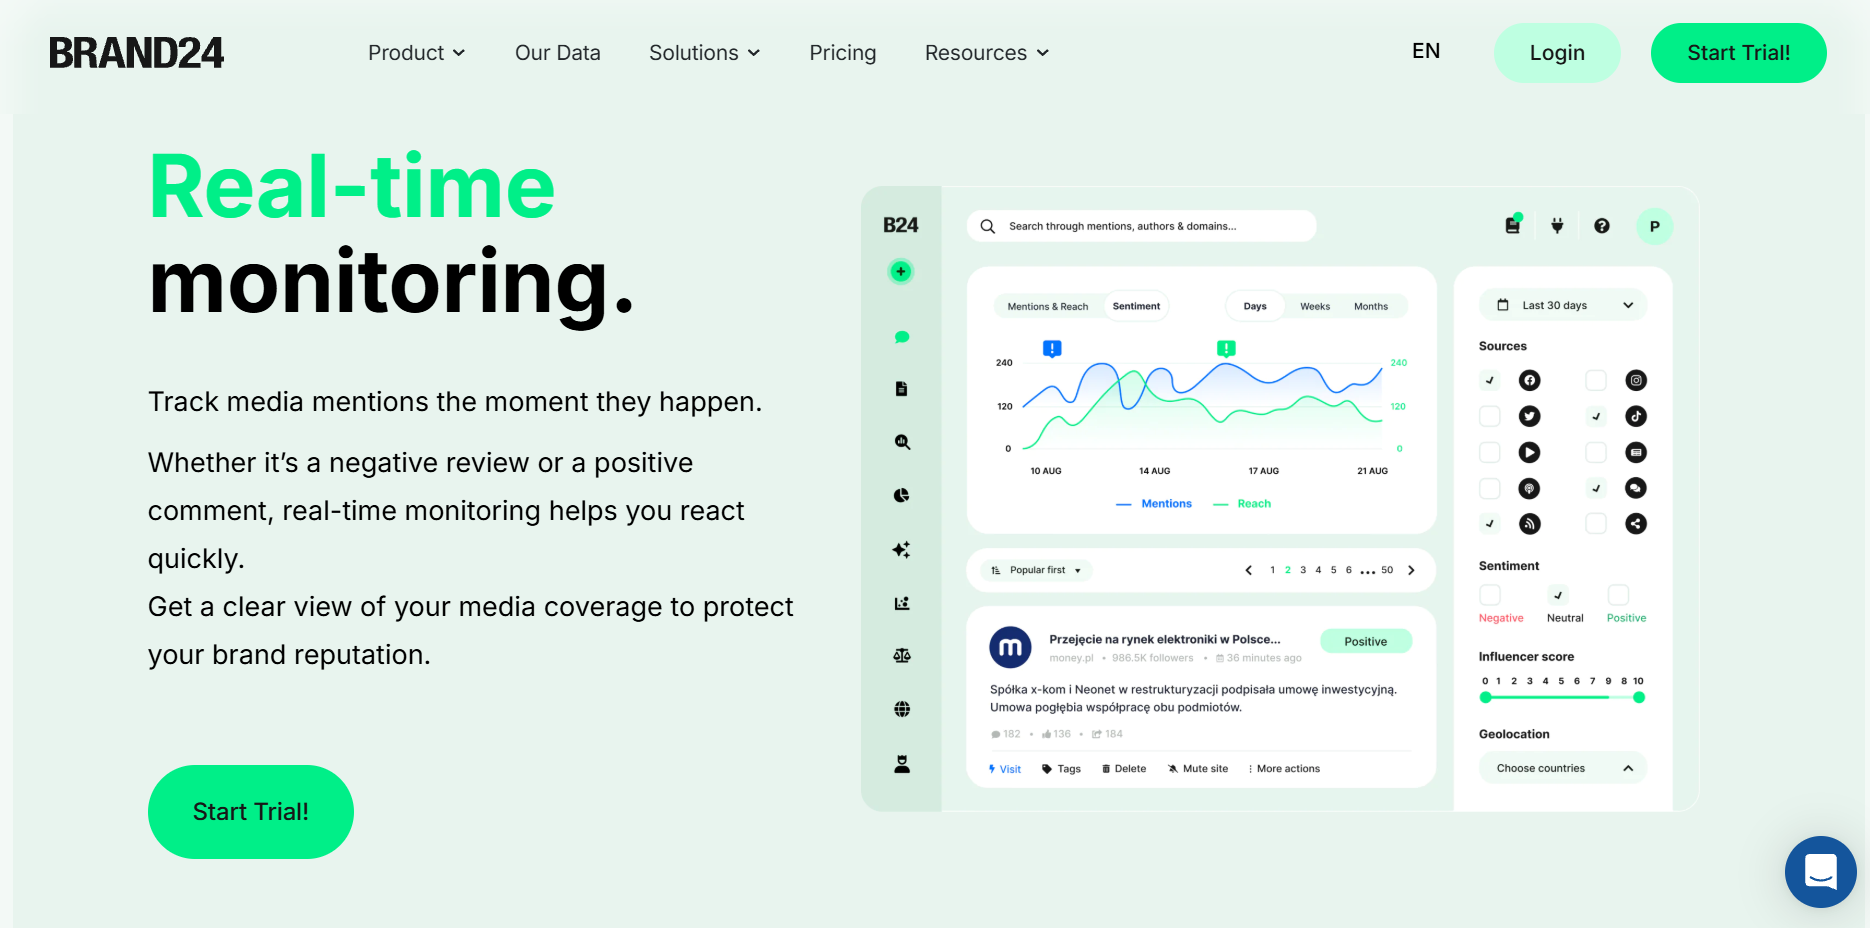 BRAND24
Product
Our Data
Solutions
Pricing
Resources
EN
Login
Start Trial!
Real-time
monitoring.
Track media mentions the moment they happen.
Whether it’s a negative review or a positive
comment, real-time monitoring helps you react
quickly.
Get a clear view of your media coverage to protect
your brand reputation.
Start Trial!
B24
Search through mentions, authors & domains...
P
Mentions & Reach
Sentiment
Days
Weeks
Months
240
120
0
240
120
0
10 AUG
14 AUG
17 AUG
21 AUG
Mentions
Reach
Popular first
1 2 3 4 5 6 ... 50
m
Przejęcie na rynek elektroniki w Polsce...
money.pl • 986.5K followers • 36 minutes ago
Positive
Spółka x-kom i Neonet w restrukturyzacji podpisała umowę inwestycyjną.
Umowa pogłębia współpracę obu podmiotów.
182 • 136 • 184
Visit
Tags
Delete
Mute site
More actions
Last 30 days
Sources
Sentiment
Negative
Neutral
Positive
Influencer score
0 1 2 3 4 5 6 7 9 8 10
Geolocation
Choose countries